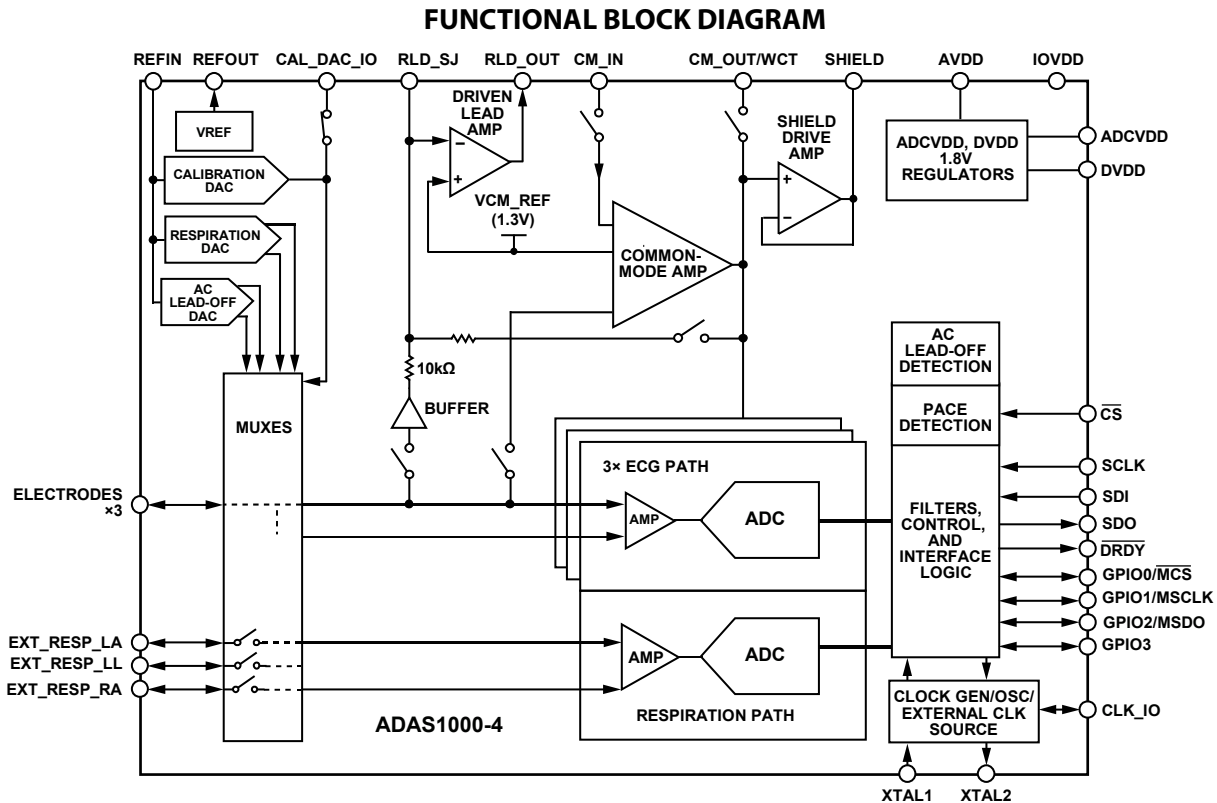 FUNCTIONAL BLOCK DIAGRAM
REFIN REFOUT CAL_DAC_IO RLD_SJ RLD_OUT CM_IN CM_OUT/WCT SHIELD AVDD IOVDD
VREF
CALIBRATION
DAC
RESPIRATION
DAC
AC
LEAD-OFF
DAC
DRIVEN
LEAD
AMP
–
+
VCM_REF
(1.3V)
COMMON-
MODE AMP
SHIELD
DRIVE
AMP
+
–
ADCVDD, DVDD
1.8V
REGULATORS
ADCVDD
DVDD
10kΩ
BUFFER
MUXES
AC
LEAD-OFF
DETECTION
PACE
DETECTION
FILTERS,
CONTROL,
AND
INTERFACE
LOGIC
3× ECG PATH
AMP
ADC
AMP
ADC
RESPIRATION PATH
ELECTRODES
×3
EXT_RESP_LA
EXT_RESP_LL
EXT_RESP_RA
ADAS1000-4
C̅S̅
SCLK
SDI
SDO
D̅R̅D̅Y̅
GPIO0/M̅C̅S̅
GPIO1/MSCLK
GPIO2/MSDO
GPIO3
CLOCK GEN/OSC/
EXTERNAL CLK
SOURCE
CLK_IO
XTAL1 XTAL2